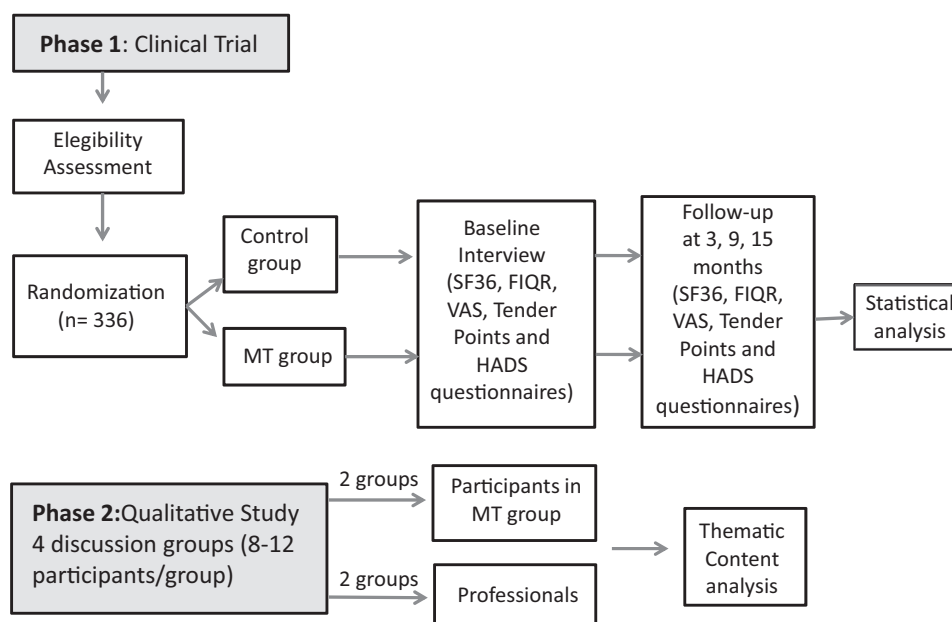 Phase 1: Clinical Trial
Elegibility
Assessment
Randomization
(n= 336)
Control
group
MT group
Baseline
Interview
(SF36, FIQR,
VAS, Tender
Points and
HADS
questionnaires)
Follow-up
at 3, 9, 15
months
(SF36, FIQR,
VAS, Tender
Points and
HADS
questionnaires)
Statistical
analysis
Phase 2:Qualitative Study
4 discussion groups (8-12
participants/group)
2 groups
Participants in
MT group
2 groups
Professionals
Thematic
Content
analysis